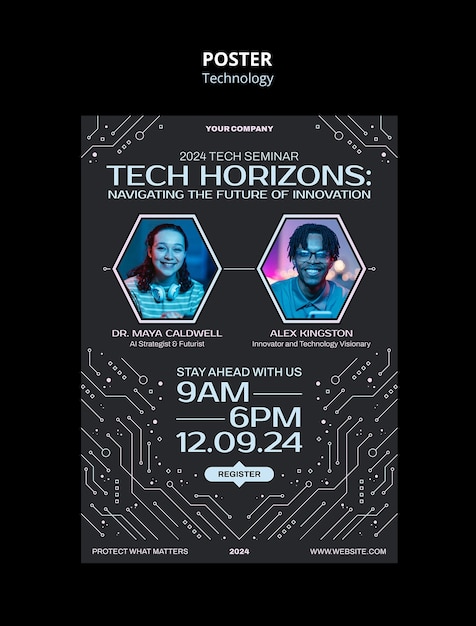 POSTER
Technology
YOUR COMPANY
2024 TECH SEMINAR
TECH HORIZONS:
NAVIGATING THE FUTURE OF INNOVATION
DR. MAYA CALDWELL
AI Strategist & Futurist
ALEX KINGSTON
Innovator and Technology Visionary
STAY AHEAD WITH US
9AM
6PM
12.09.24
REGISTER
PROTECT WHAT MATTERS
2024
WWW.WEBSITE.COM